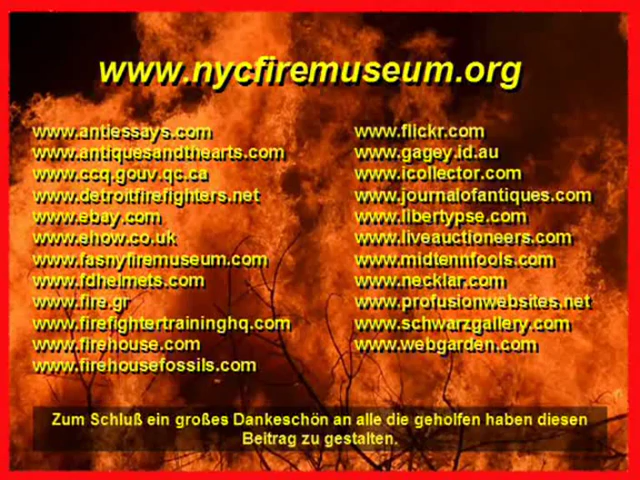 www.nycfiremuseum.org
www.antiessays.com
www.antiquesandthearts.com
www.ccq.gouv.qc.ca
www.detroitfirefighters.net
www.ebay.com
www.ehow.co.uk
www.fasnyfiremuseum.com
www.fdhelmets.com
www.fire.gr
www.firefightertraininghq.com
www.firehouse.com
www.firehousefossils.com
www.flickr.com
www.gagey.id.au
www.icollector.com
www.journalofantiques.com
www.libertypse.com
www.liveauctioneers.com
www.midtennfools.com
www.necklar.com
www.profusionwebsites.net
www.schwarzgallery.com
www.webgarden.com
Zum Schluß ein großes Dankeschön an alle die geholfen haben diesen
Beitrag zu gestalten.